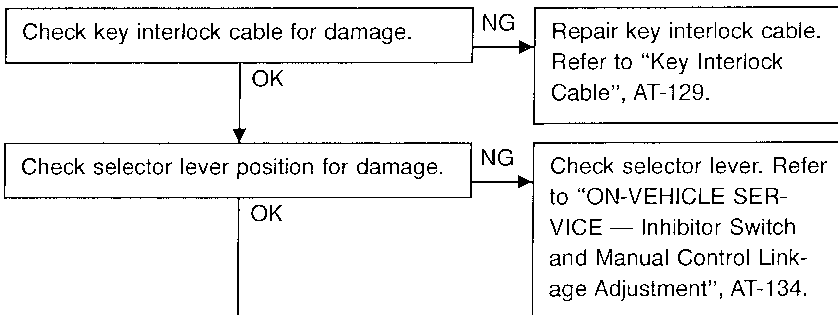 Check key interlock cable for damage.
NG
Repair key interlock cable.
Refer to “Key Interlock
Cable”, AT-129.
OK
Check selector lever position for damage.
NG
Check selector lever. Refer
to “ON-VEHICLE SER-
VICE — Inhibitor Switch
and Manual Control Link-
age Adjustment”, AT-134.
OK